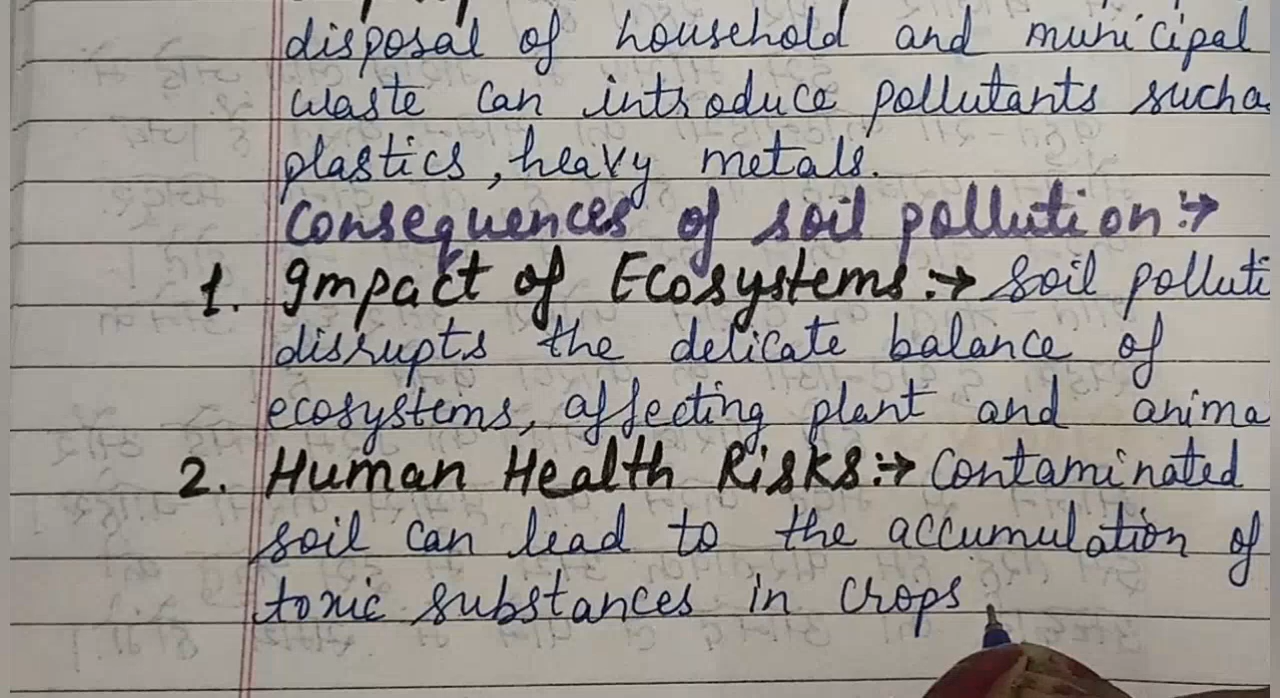 disposal of household and municipal
waste can introduce pollutants such a
plastics, heavy metals.
Consequences of soil pollution:→
1. Impact of Ecosystems:→ Soil polluti
disrupts the delicate balance of
ecosystems, affecting plant and anima
2. Human Health Risks:→ Contaminated
soil can lead to the accumulation of
toxic substances in crops